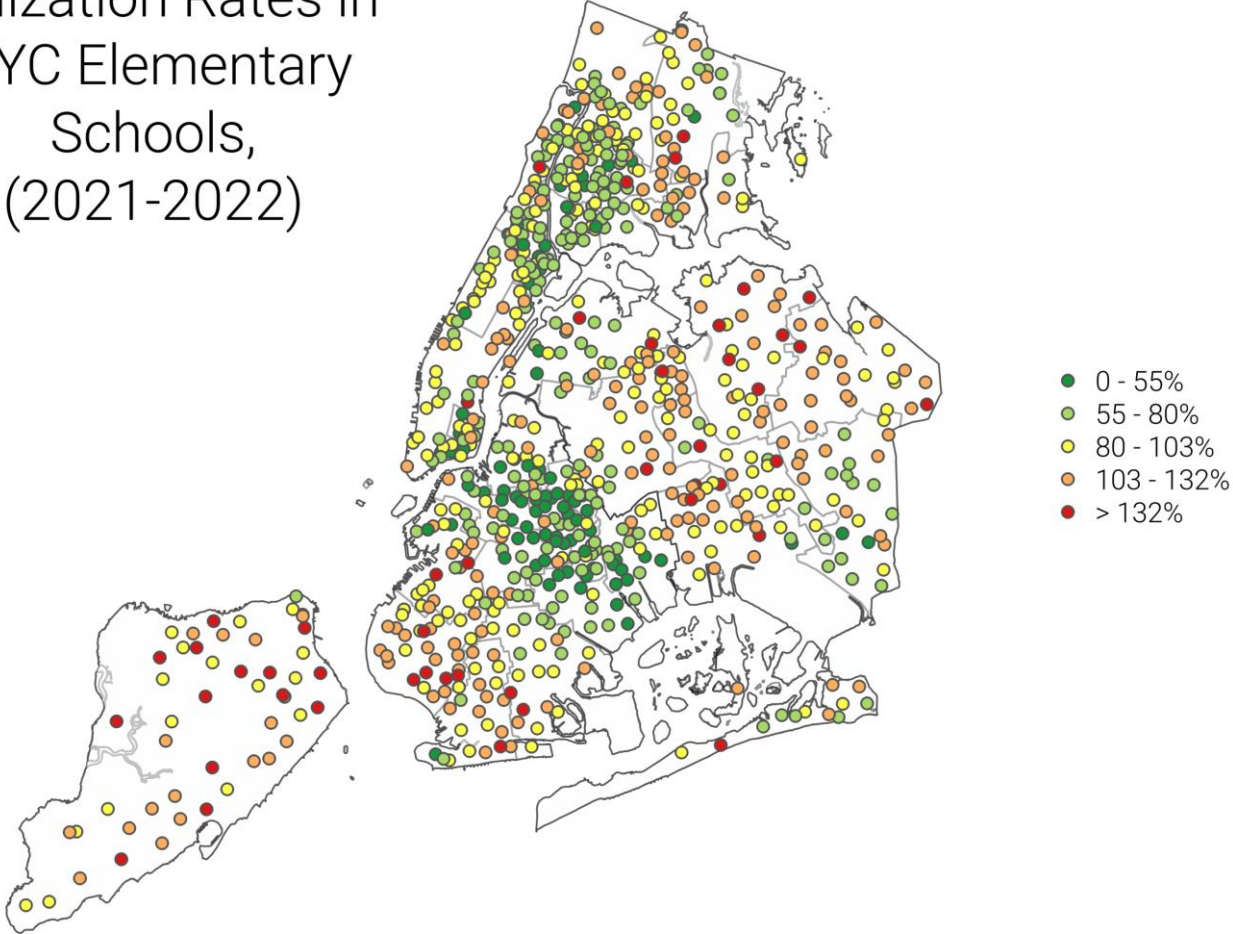 YC Elementary
Schools,
(2021-2022)
0 - 55%
55 - 80%
80 - 103%
103 - 132%
> 132%